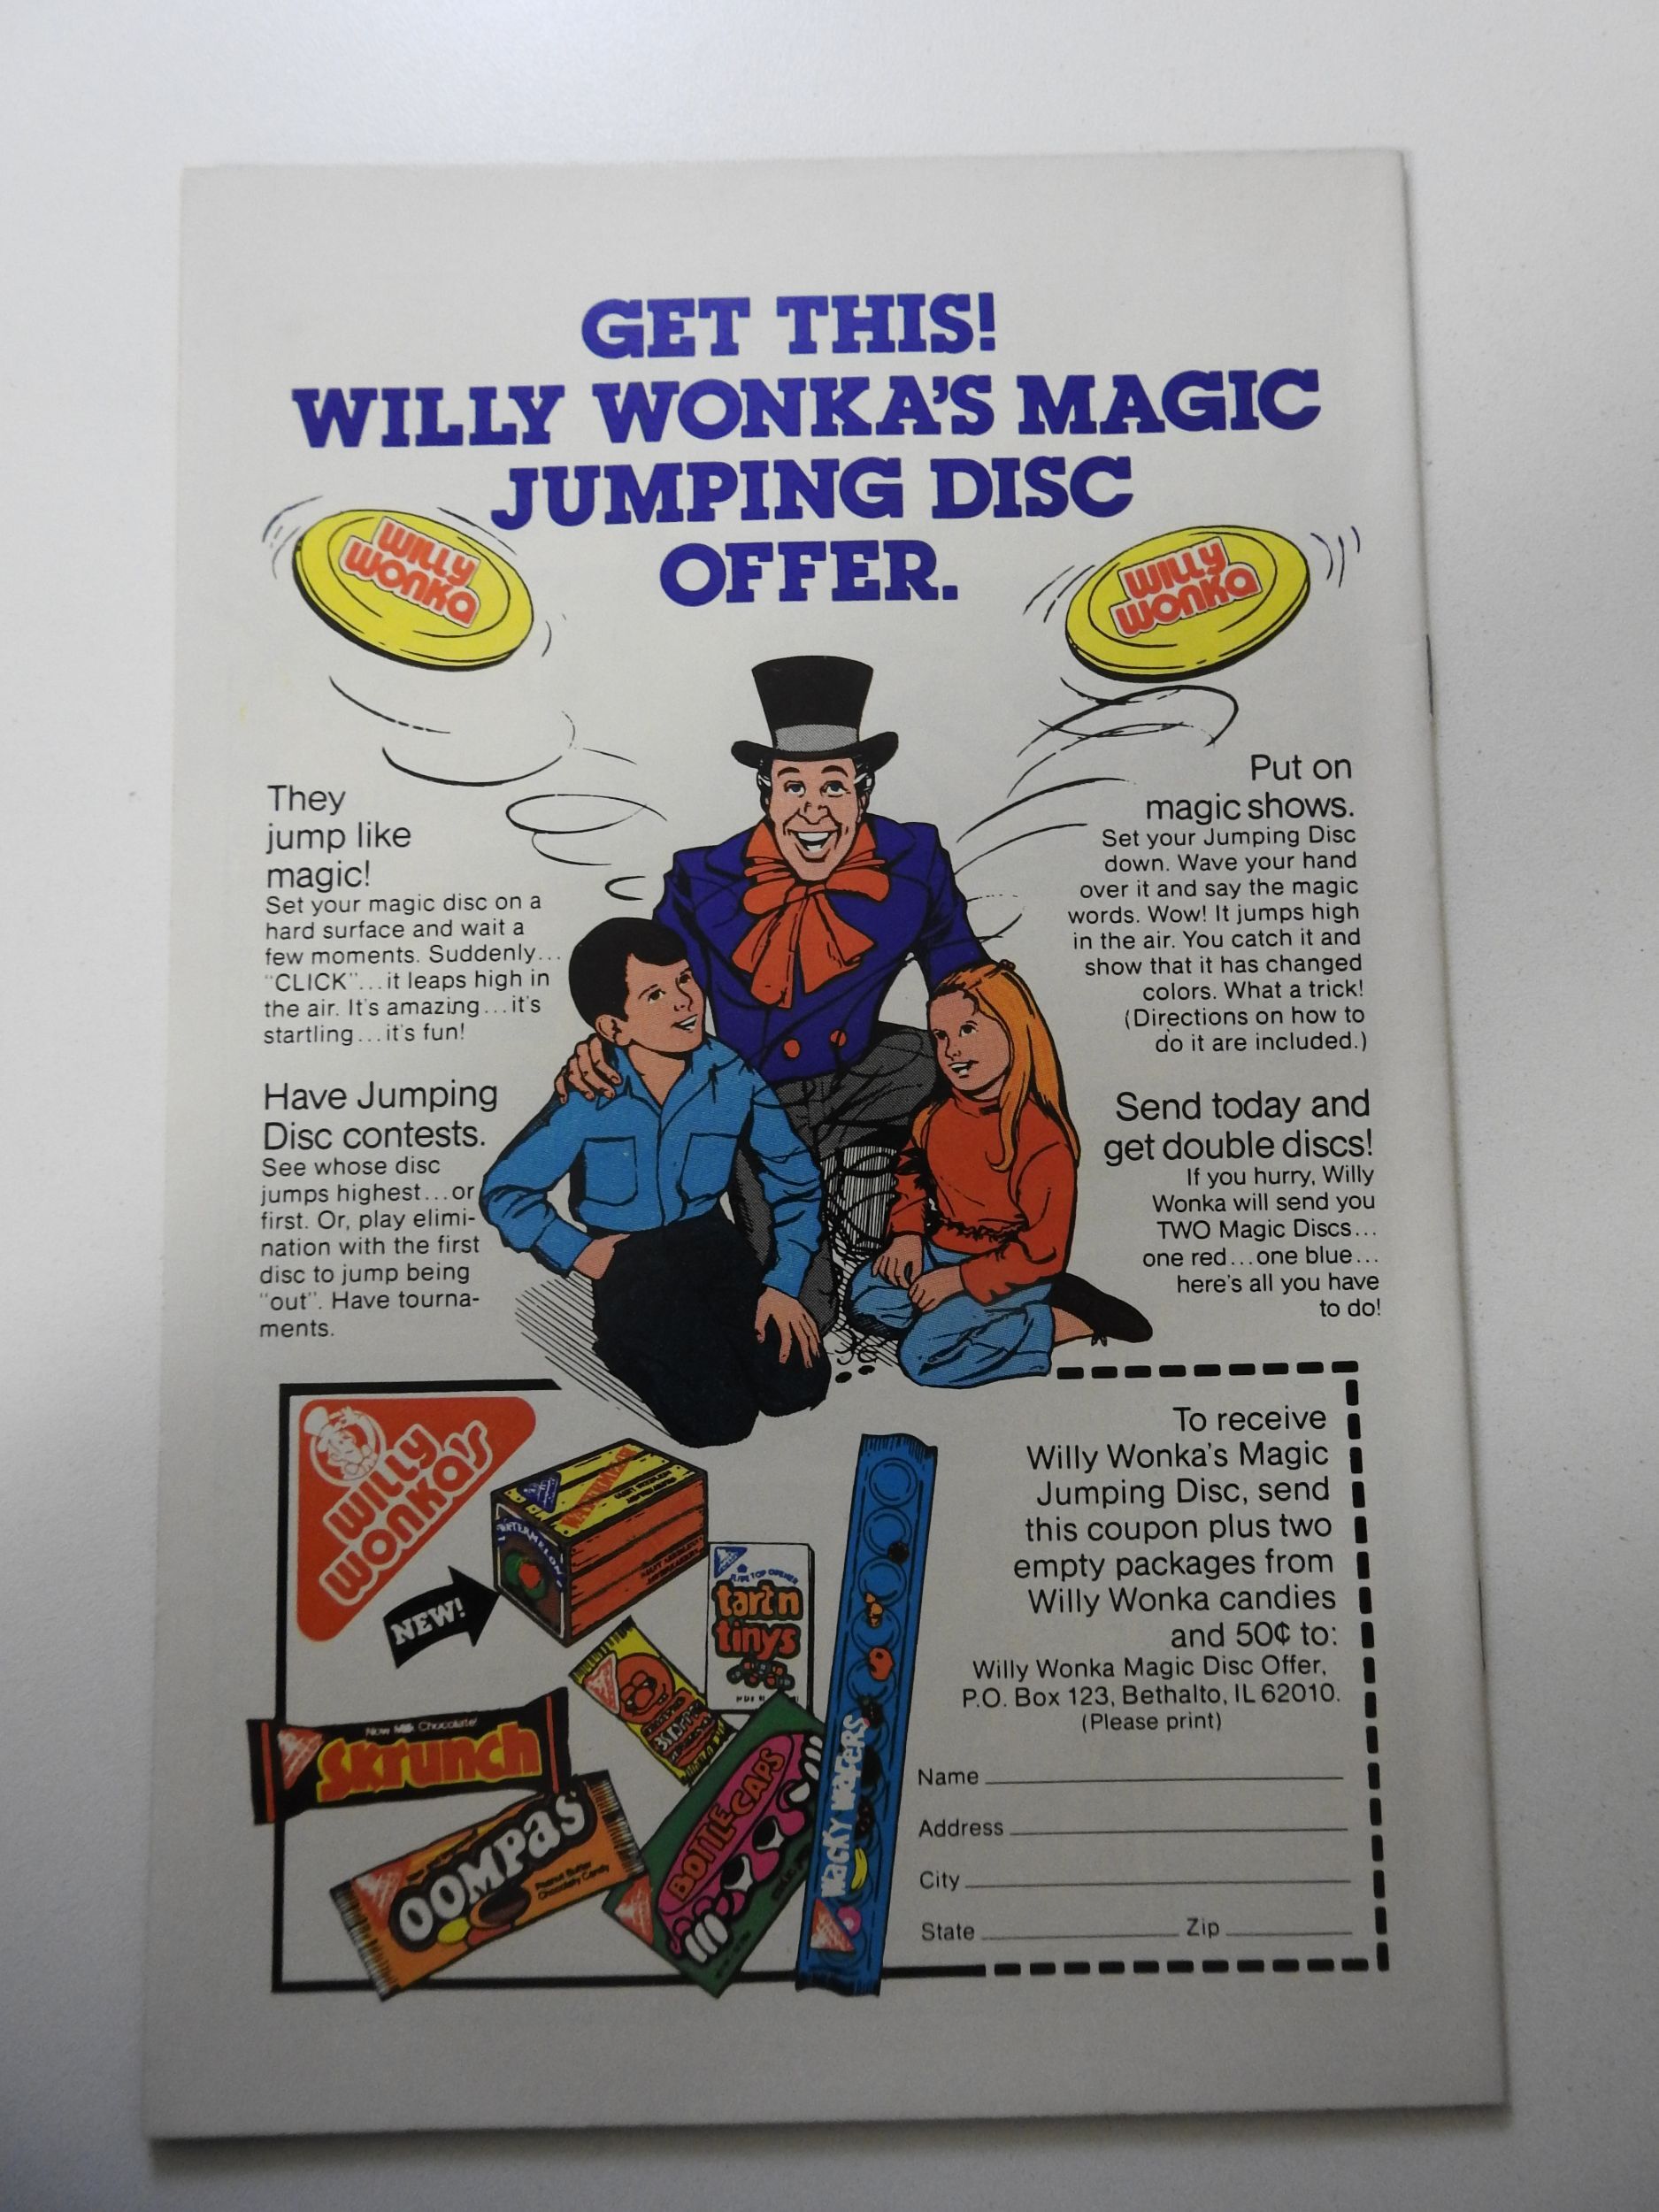 GET THIS!
WILLY WONKA'S MAGIC
JUMPING DISC
OFFER.
WILLY
WONKA
WILLY
WONKA
They
jump like
magic!
Set your magic disc on a
hard surface and wait a
few moments. Suddenly...
"CLICK"...it leaps high in
the air. It's amazing...it's
startling...it's fun!
Have Jumping
Disc contests.
See whose disc
jumps highest...or
first. Or, play elimi-
nation with the first
disc to jump being
"out". Have tourna-
ments.
Put on
magic shows.
Set your Jumping Disc
down. Wave your hand
over it and say the magic
words. Wow! It jumps high
in the air. You catch it and
show that it has changed
colors. What a trick!
(Directions on how to
do it are included.)
Send today and
get double discs!
If you hurry, Willy
Wonka will send you
TWO Magic Discs...
one red...one blue...
here's all you have
to do!
WILLY
WONKA'S
NEW!
tart n
tinys
Now Milk Chocolate!
Skrunch
OOMPAS
Peanut Butter
Chocolaty Candy
BOTTLE CAPS
WACKY WAFERS
To receive
Willy Wonka's Magic
Jumping Disc, send
this coupon plus two
empty packages from
Willy Wonka candies
and 50¢ to:
Willy Wonka Magic Disc Offer,
P.O. Box 123, Bethalto, IL 62010.
(Please print)
Name
Address
City
State Zip